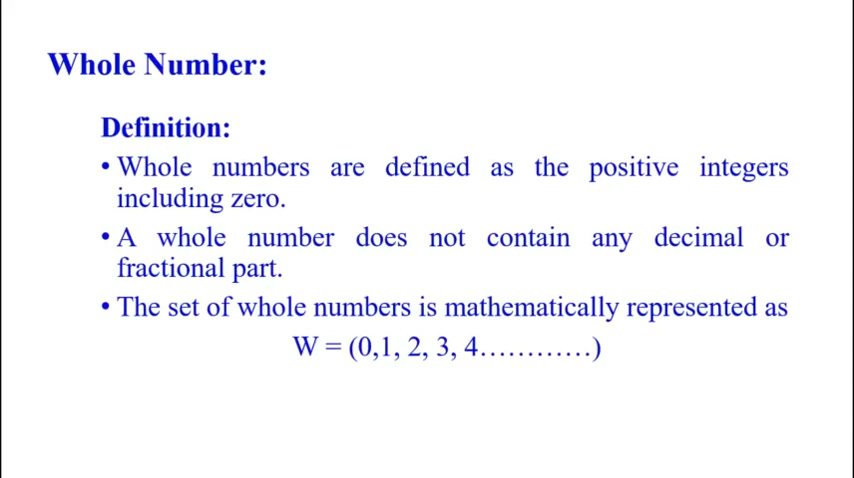 Whole Number:
Definition:
• Whole numbers are defined as the positive integers
including zero.
• A whole number does not contain any decimal or
fractional part.
• The set of whole numbers is mathematically represented as
W = (0,1, 2, 3, 4…………)